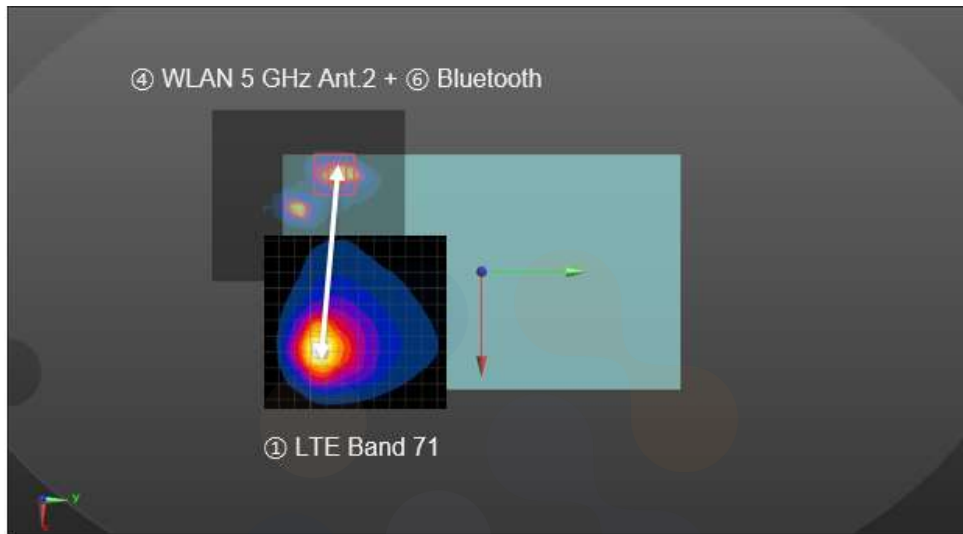 ④ WLAN 5 GHz Ant.2 + ⑥ Bluetooth
① LTE Band 71
y